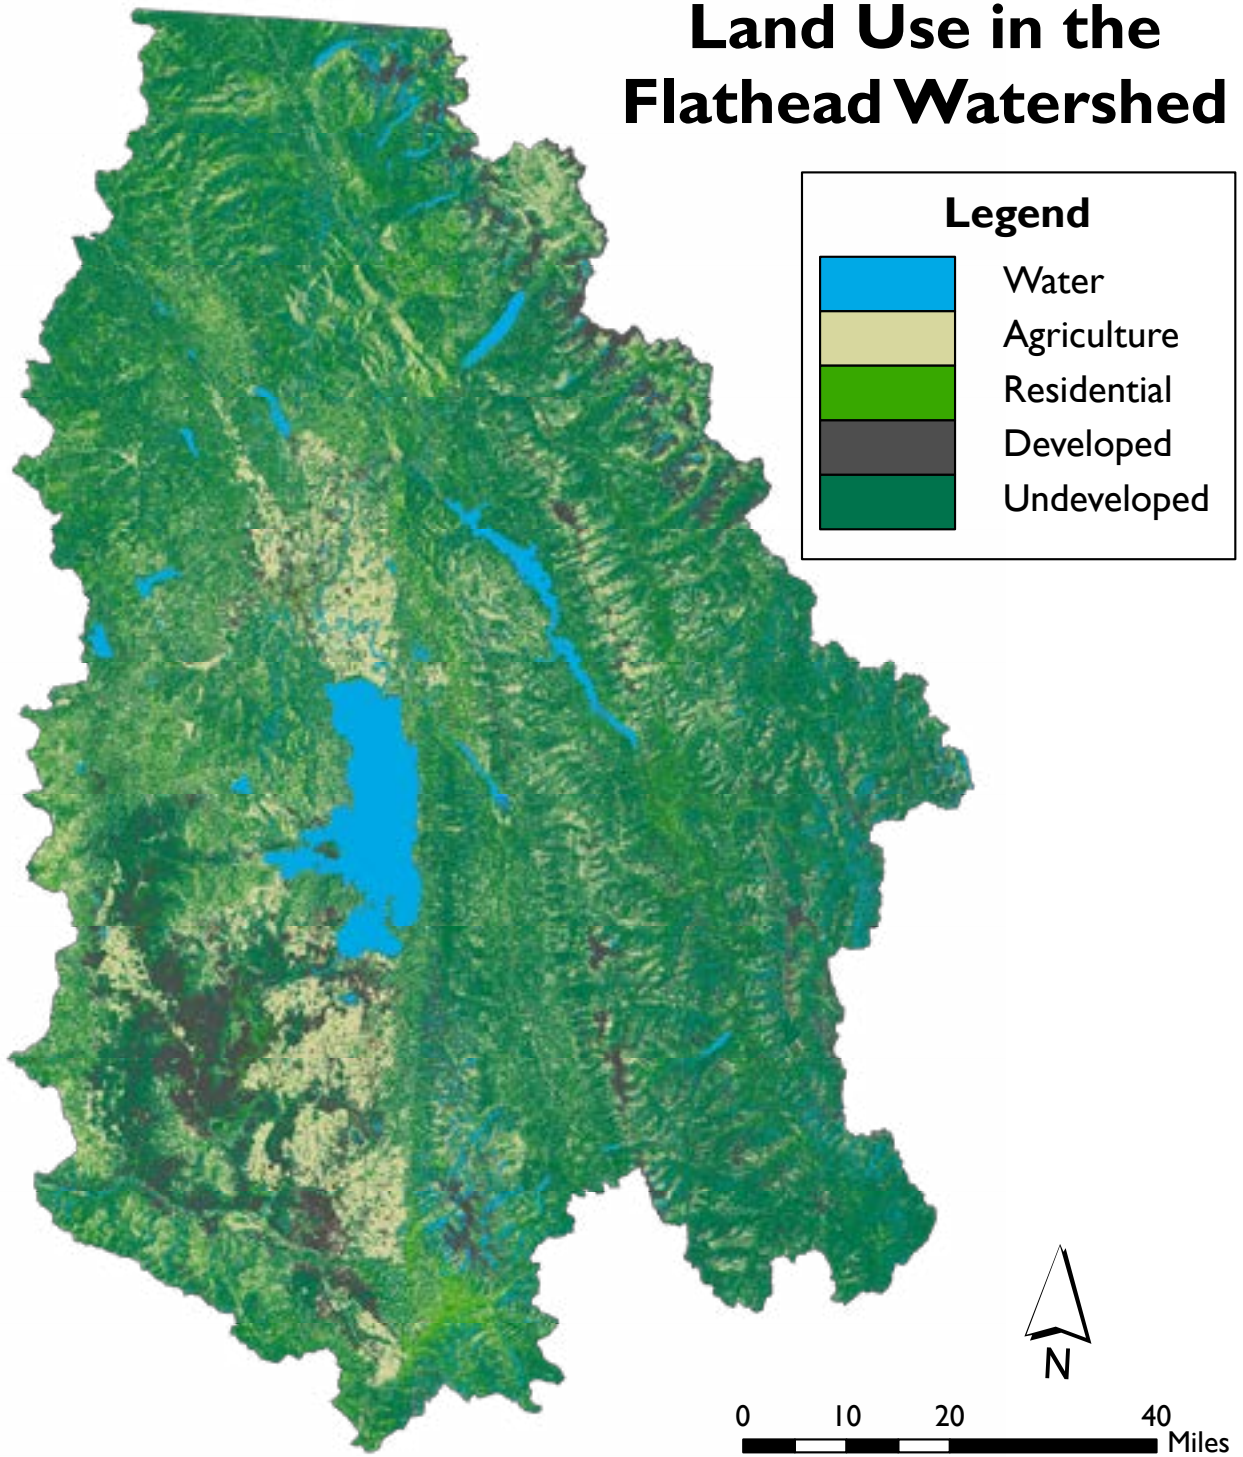 Land Use in the
Flathead Watershed
Legend
Water
Agriculture
Residential
Developed
Undeveloped
N
0 10 20 40
Miles